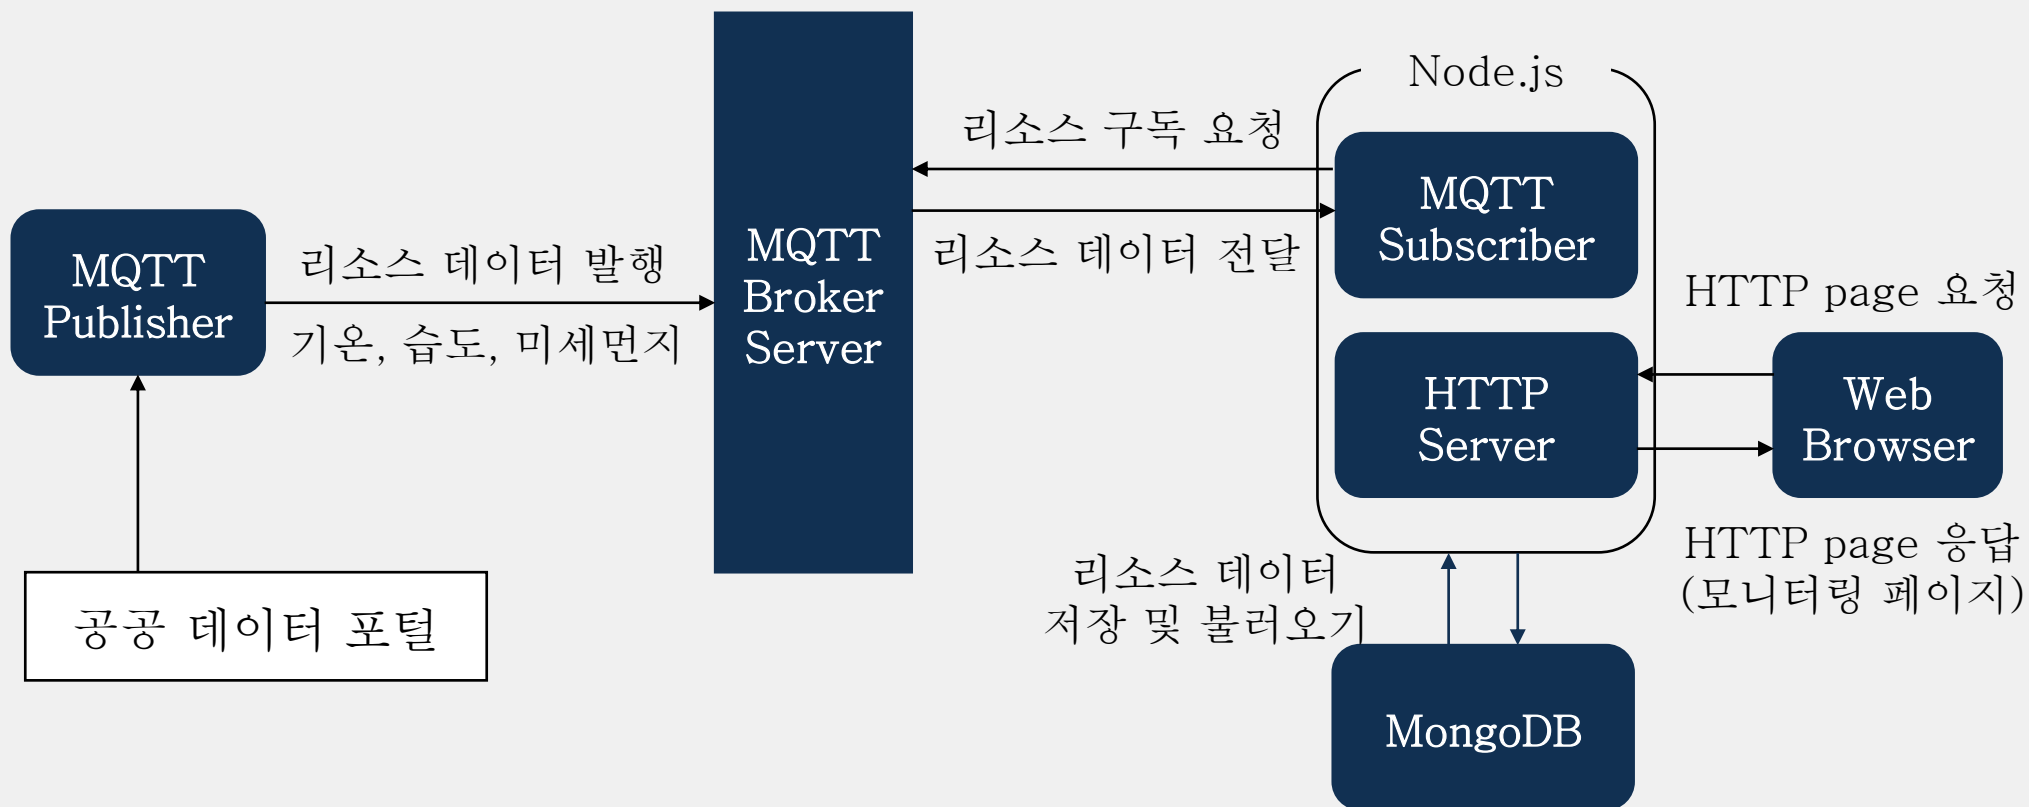 Node.js
리소스 구독 요청
MQTT
Subscriber
리소스 데이터 전달
MQTT
Publisher
리소스 데이터 발행
기온, 습도, 미세먼지
MQTT
Broker
Server
HTTP page 요청
HTTP
Server
Web
Browser
HTTP page 응답
(모니터링 페이지)
리소스 데이터
저장 및 불러오기
공공 데이터 포털
MongoDB